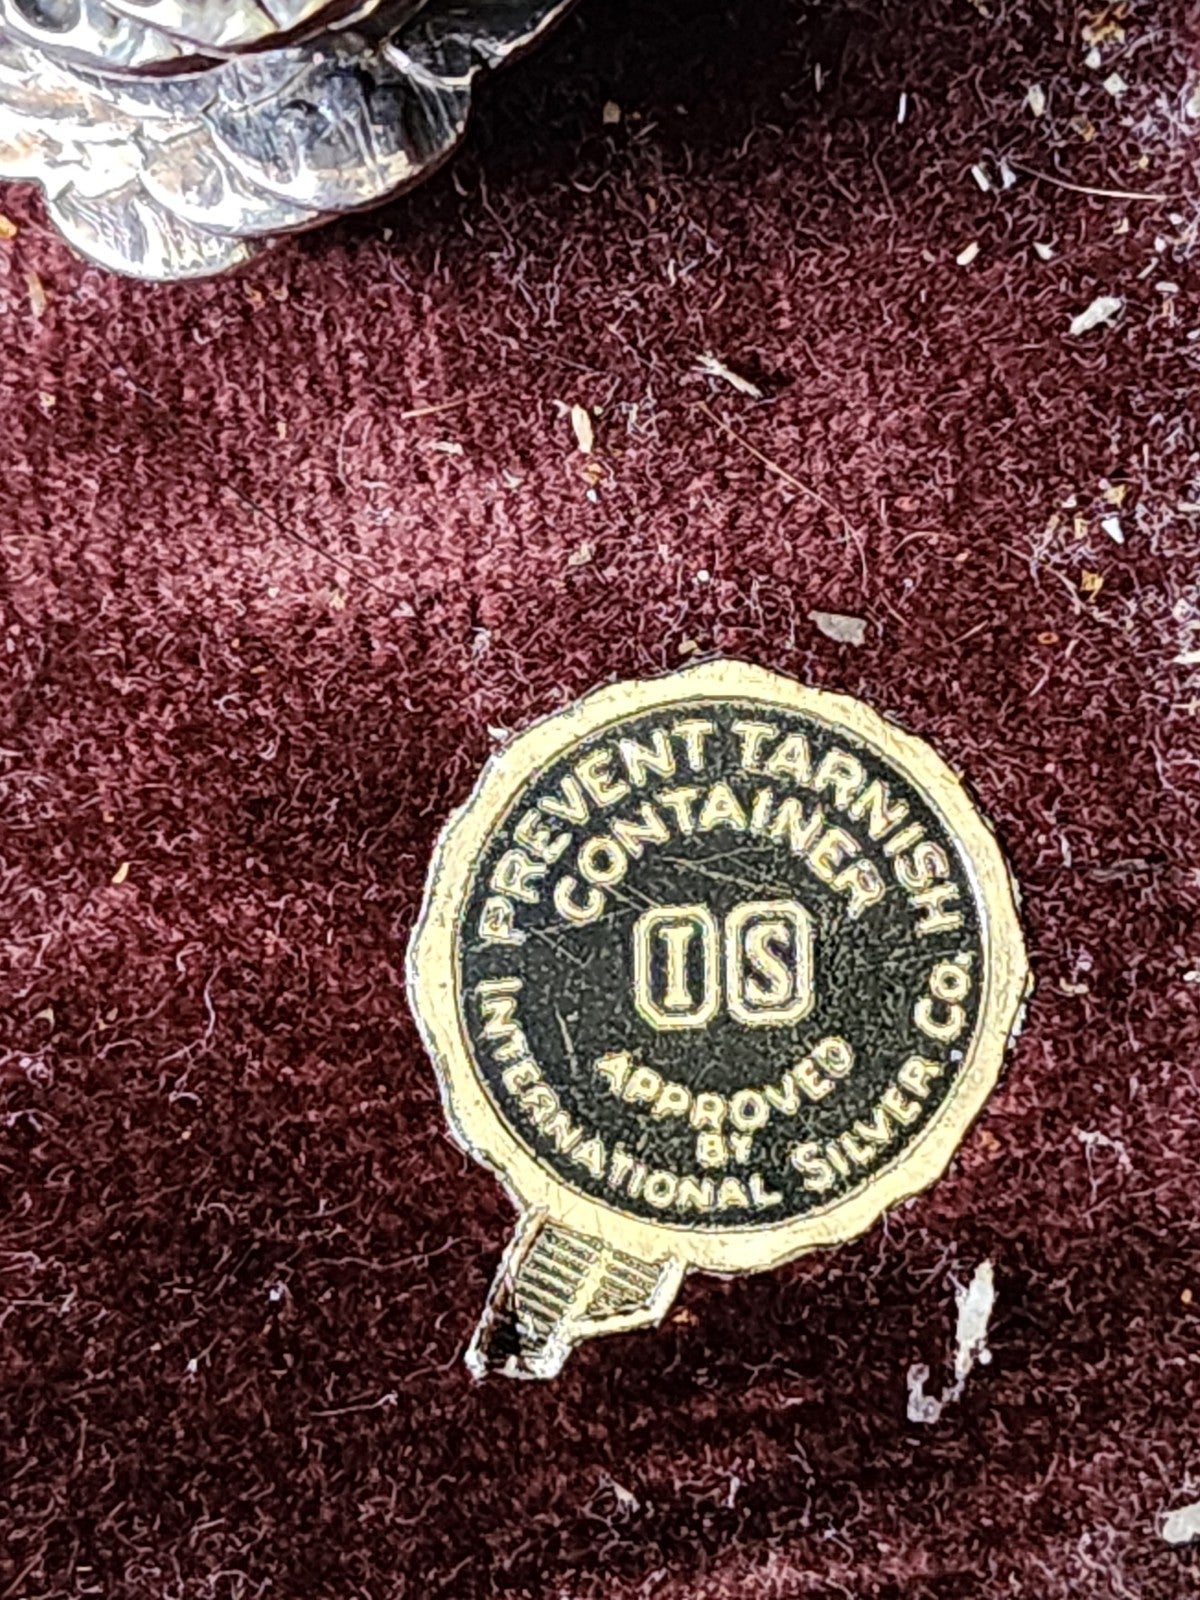 PREVENT TARNISH
CONTAINER
IS
APPROVED
BY
INTERNATIONAL SILVER CO.